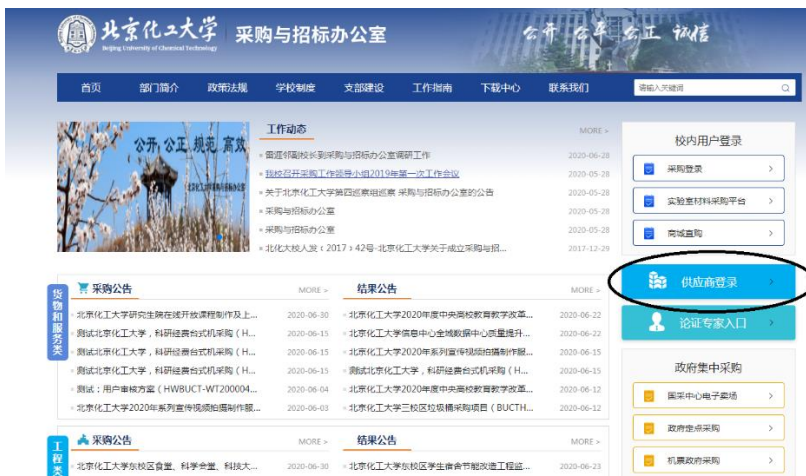 北京化工大学
Beijing University of Chemical Technology
采购与招标办公室
公开 公平 公正 诚信
首页 部门简介 政策法规 学校制度 支部建设 工作指南 下载中心 联系我们
请输入关键词
公开,公正,规范,高效
工作动态 MORE >
雷涯邻副校长到采购与招标办公室调研工作 2020-06-28
我校召开采购工作领导小组2019年第一次工作会议 2020-05-28
关于北京化工大学第四巡察组巡察 采购与招标办公室的公告 2020-05-28
采购与招标办公室 2020-05-28
采购与招标办公室 2020-05-28
北化大校人发〔2017〕42号-北京化工大学关于成立采购与招... 2017-12-29
校内用户登录
采购登录 >
实验室材料采购平台 >
商城直购 >
供应商登录 >
论证专家入口 >
货物和服务类
采购公告 MORE >
北京化工大学研究生院在线开放课程制作及上... 2020-06-30
测试北京化工大学,科研经费台式机采购(H... 2020-06-15
测试北京化工大学,科研经费台式机采购(H... 2020-06-15
测试北京化工大学,科研经费台式机采购(H... 2020-06-15
测试:用户审核方案(HWBUCT-WT200004... 2020-06-04
北京化工大学2020年系列宣传视频拍摄制作服... 2020-06-03
结果公告 MORE >
北京化工大学2020年度中央高校教育教学改革... 2020-06-22
北京化工大学信息中心全域数据中心质量提升... 2020-06-22
北京化工大学2020年系列宣传视频拍摄制作服... 2020-06-15
测试北京化工大学,科研经费台式机采购(H... 2020-06-15
北京化工大学2020年度中央高校教育教学改革... 2020-06-12
北京化工大学三校区垃圾桶采购项目(BUCTH... 2020-06-12
政府集中采购
国采中心电子卖场 >
政府定点采购 >
机票政府采购 >
工程类
采购公告 MORE >
北京化工大学东校区食堂、科学会堂、科技大... 2020-06-30
结果公告 MORE >
北京化工大学东校区学生宿舍节能改造工程监... 2020-06-23